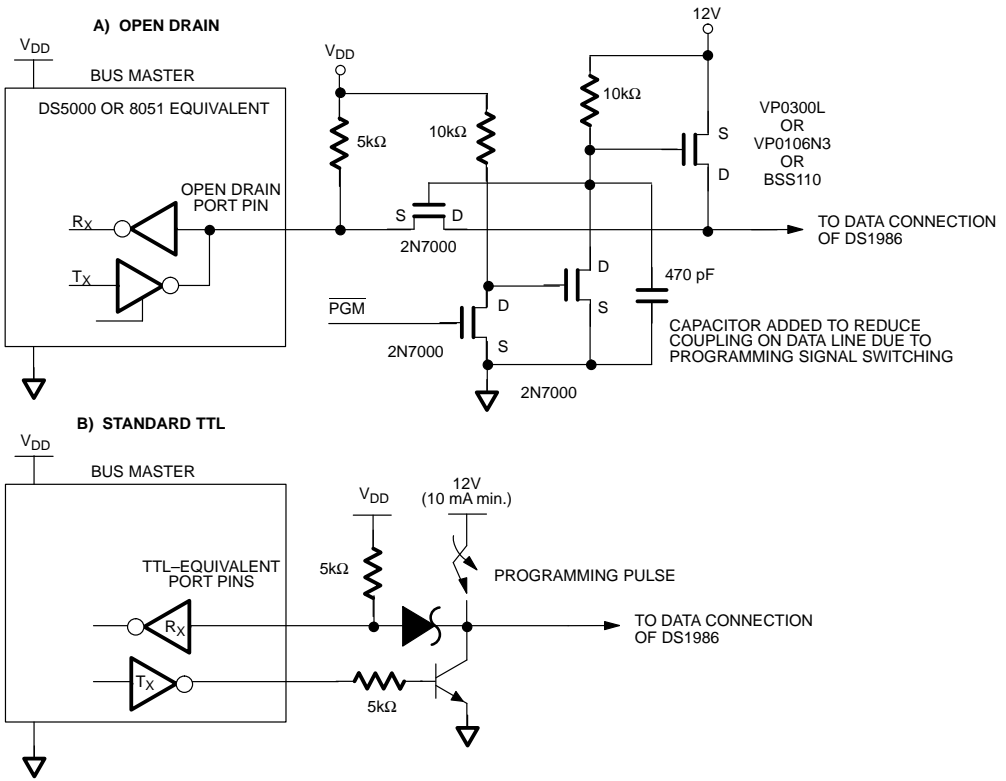 A) OPEN DRAIN
VDD
BUS MASTER
DS5000 OR 8051 EQUIVALENT
OPEN DRAIN
PORT PIN
RX
TX
VDD
5kΩ
10kΩ
S
D
2N7000
PGM
2N7000
D
S
12V
10kΩ
S
D
VP0300L
OR
VP0106N3
OR
BSS110
TO DATA CONNECTION
OF DS1986
D
S
470 pF
CAPACITOR ADDED TO REDUCE
COUPLING ON DATA LINE DUE TO
PROGRAMMING SIGNAL SWITCHING
2N7000
B) STANDARD TTL
VDD
BUS MASTER
TTL–EQUIVALENT
PORT PINS
RX
TX
VDD
5kΩ
12V
(10 mA min.)
PROGRAMMING PULSE
TO DATA CONNECTION
OF DS1986
5kΩ